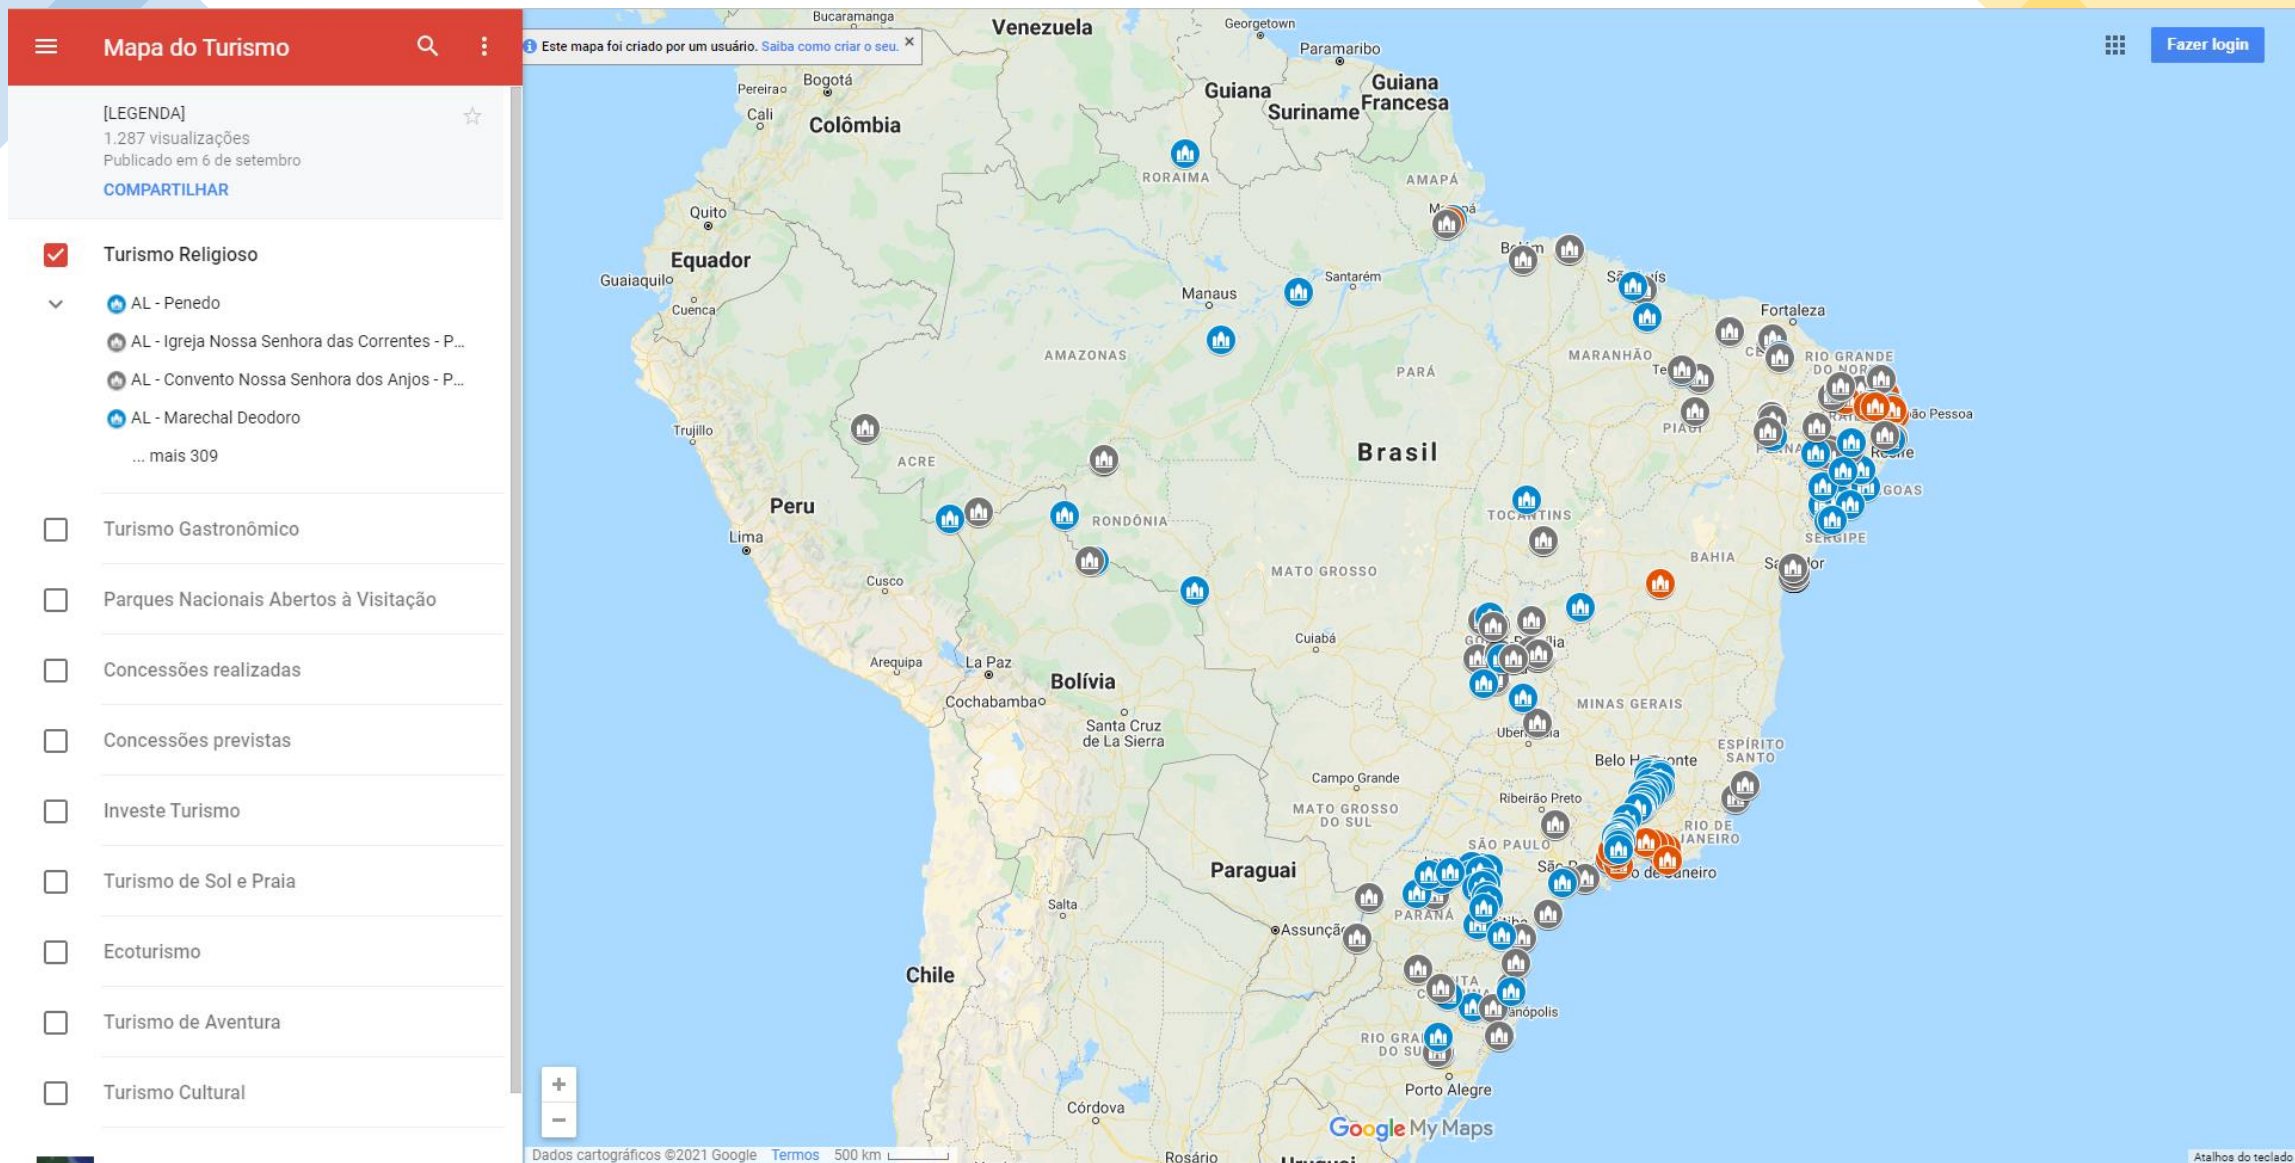 Mapa do Turismo
[LEGENDA]
1.287 visualizações
Publicado em 6 de setembro
COMPARTILHAR
Turismo Religioso
AL - Penedo
AL - Igreja Nossa Senhora das Correntes - P...
AL - Convento Nossa Senhora dos Anjos - P...
AL - Marechal Deodoro
... mais 309
Turismo Gastronômico
Parques Nacionais Abertos à Visitação
Concessões realizadas
Concessões previstas
Investe Turismo
Turismo de Sol e Praia
Ecoturismo
Turismo de Aventura
Turismo Cultural
Este mapa foi criado por um usuário. Saiba como criar o seu.
Fazer login
Bucaramanga
Venezuela
Georgetown
Paramaribo
Pereira
Bogotá
Guiana
Guiana
Francesa
Suriname
Cali
Colômbia
RORAIMA
AMAPÁ
Quito
Equador
Guaiaquil
Cuenca
Manaus
Santarém
Fortaleza
AMAZONAS
PARÁ
MARANHÃO
RIO GRANDE
Trujillo
Brasil
ACRE
Peru
RONDÔNIA
TOCANTINS
Lima
SERGIPE
BAHIA
Cusco
MATO GROSSO
Cuiabá
Arequipa
La Paz
Bolívia
Cochabamba
MINAS GERAIS
Santa Cruz
de La Sierra
ESPÍRITO
SANTO
Campo Grande
Ribeirão Preto
MATO GROSSO
DO SUL
RIO DE
SÃO PAULO
Paraguai
Salta
PARANÁ
Assunção
Chile
Porto Alegre
Córdova
Google My Maps
Dados cartográficos ©2021 Google
Termos
500 km
Rosário
Atalhos do teclado